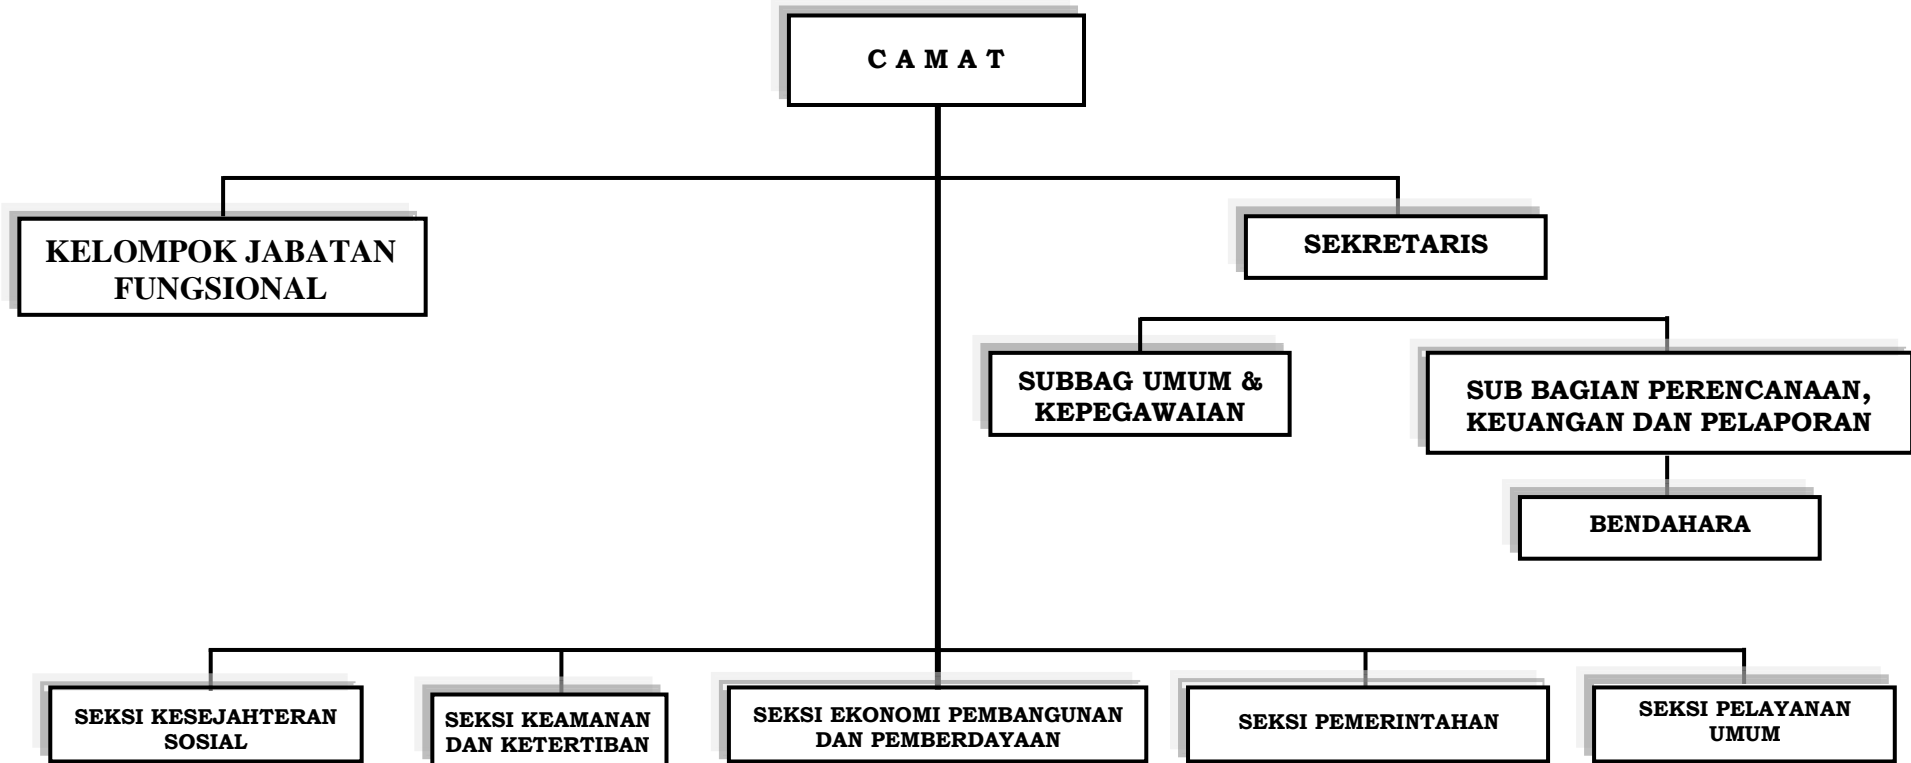 C A M A T
KELOMPOK JABATAN
FUNGSIONAL
SEKRETARIS
SUBBAG UMUM &
KEPEGAWAIAN
SUB BAGIAN PERENCANAAN,
KEUANGAN DAN PELAPORAN
BENDAHARA
SEKSI KESEJAHTERAN
SOSIAL
SEKSI KEAMANAN
DAN KETERTIBAN
SEKSI EKONOMI PEMBANGUNAN
DAN PEMBERDAYAAN
SEKSI PEMERINTAHAN
SEKSI PELAYANAN
UMUM